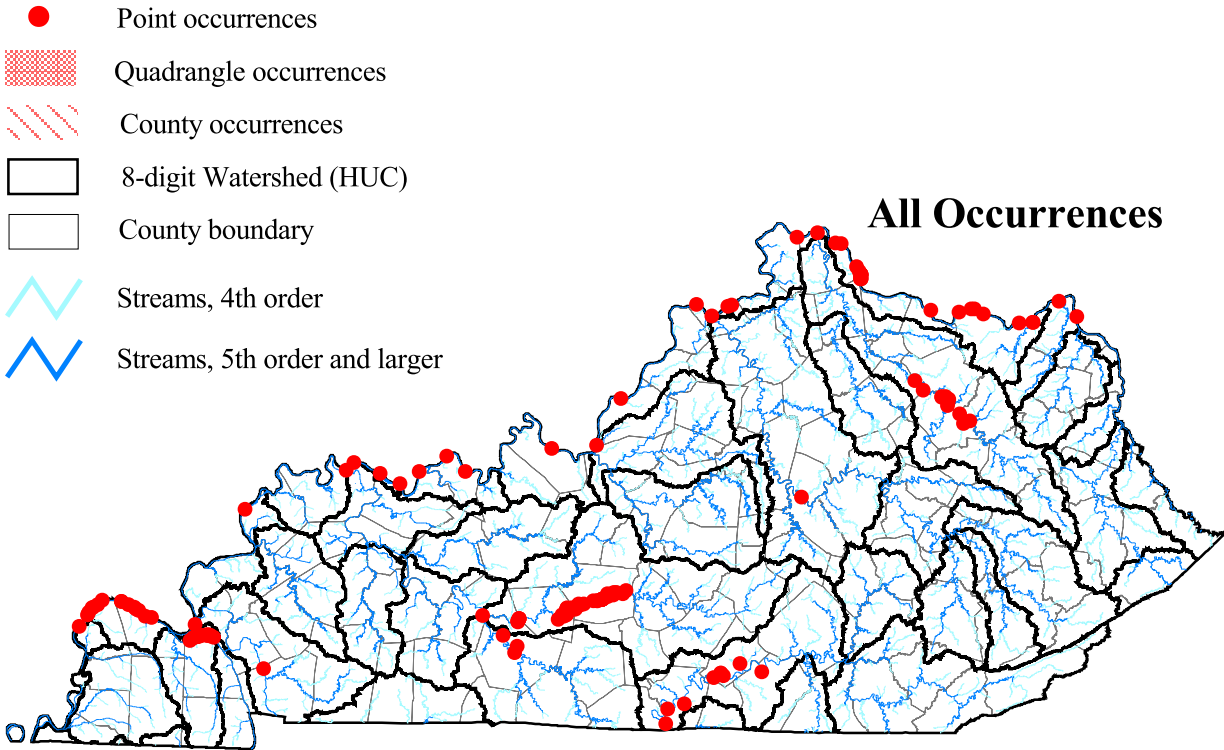 Point occurrences
Quadrangle occurrences
County occurrences
8-digit Watershed (HUC)
County boundary
Streams, 4th order
Streams, 5th order and larger
All Occurrences